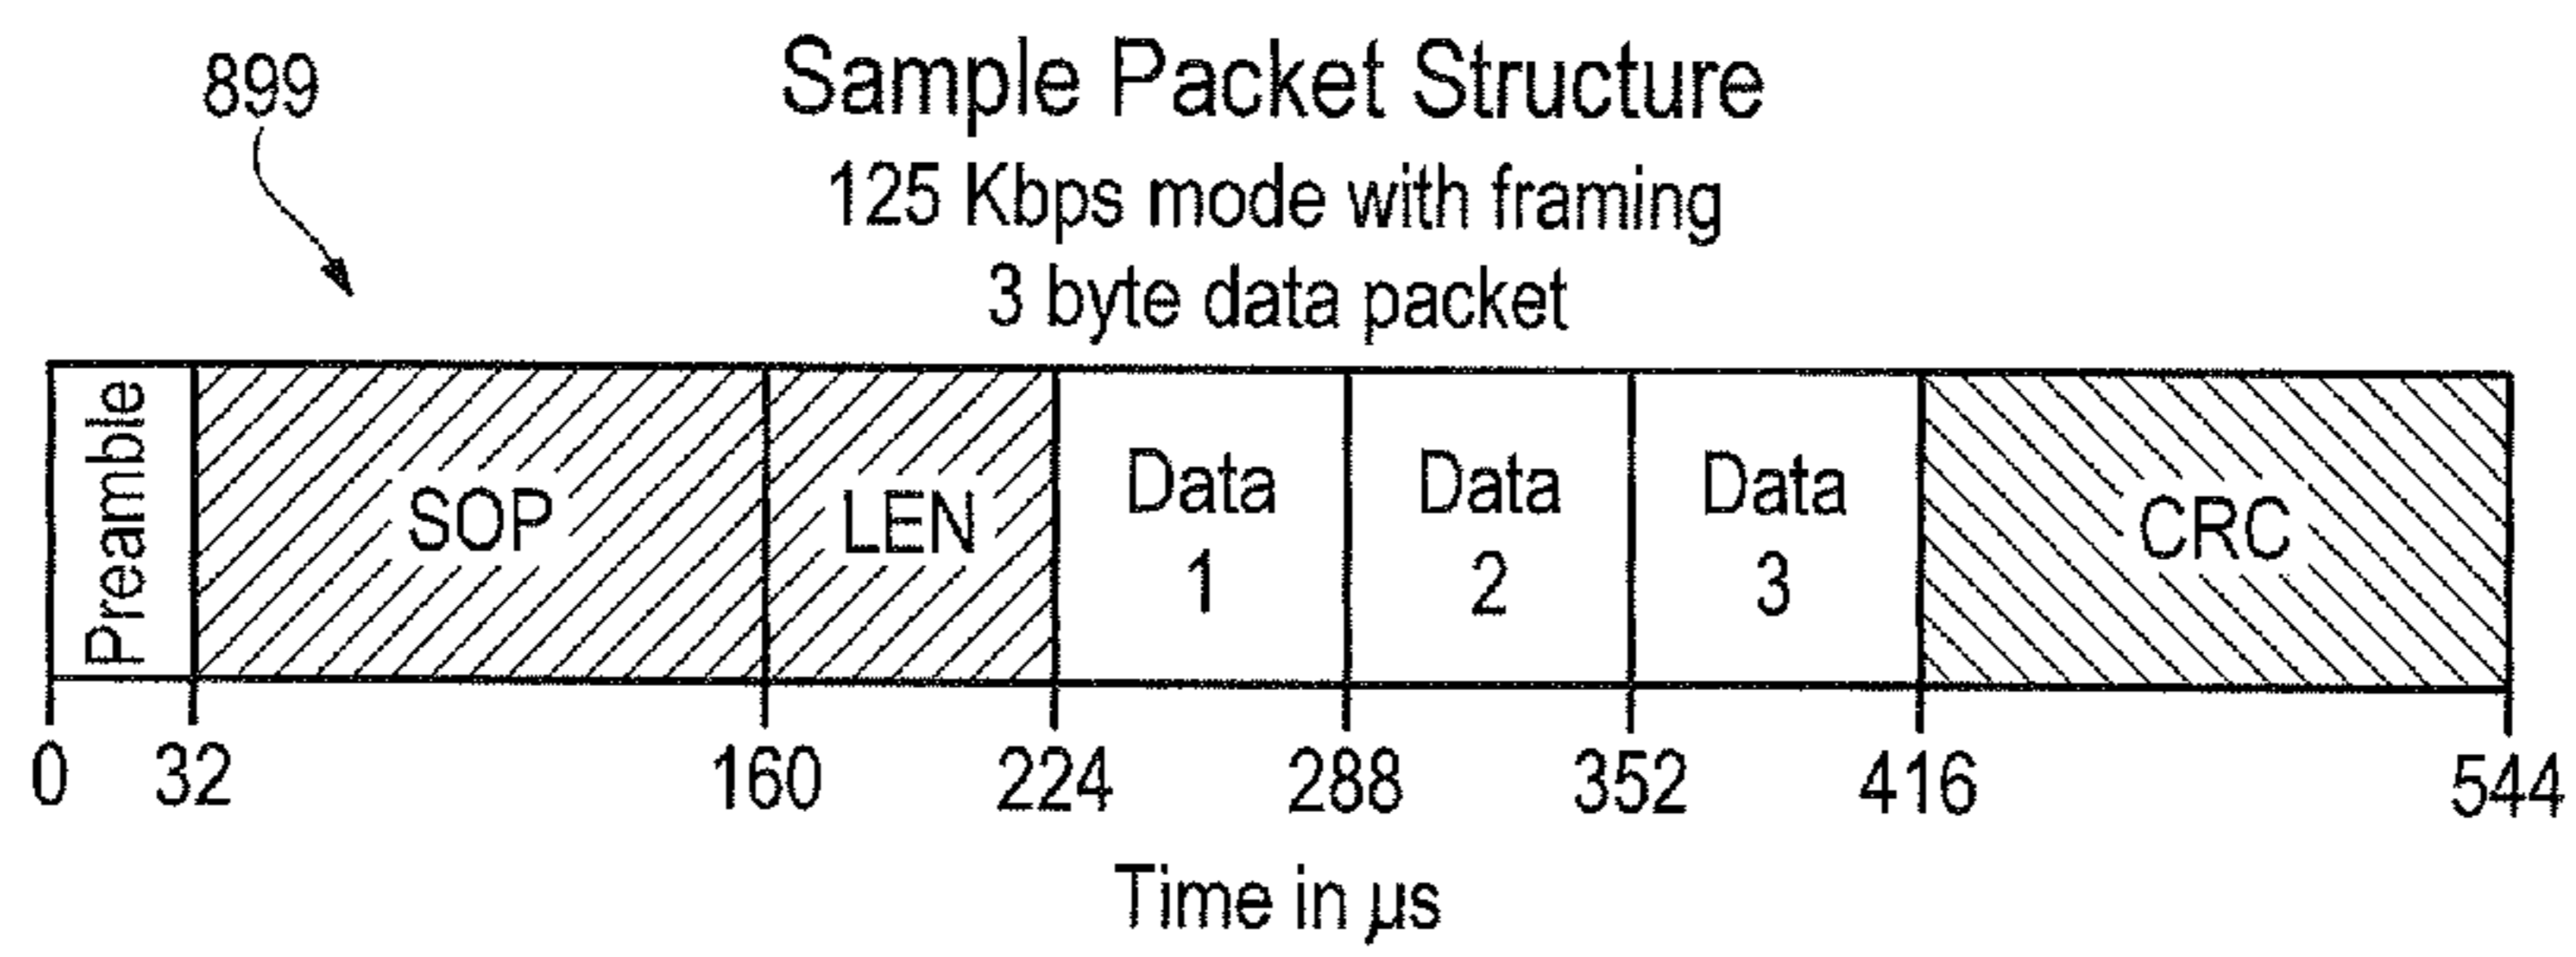 899
Sample Packet Structure
125 Kbps mode with framing
3 byte data packet
Preamble
SOP
LEN
Data
1
Data
2
Data
3
CRC
0 32 160 224 288 352 416 544
Time in µs